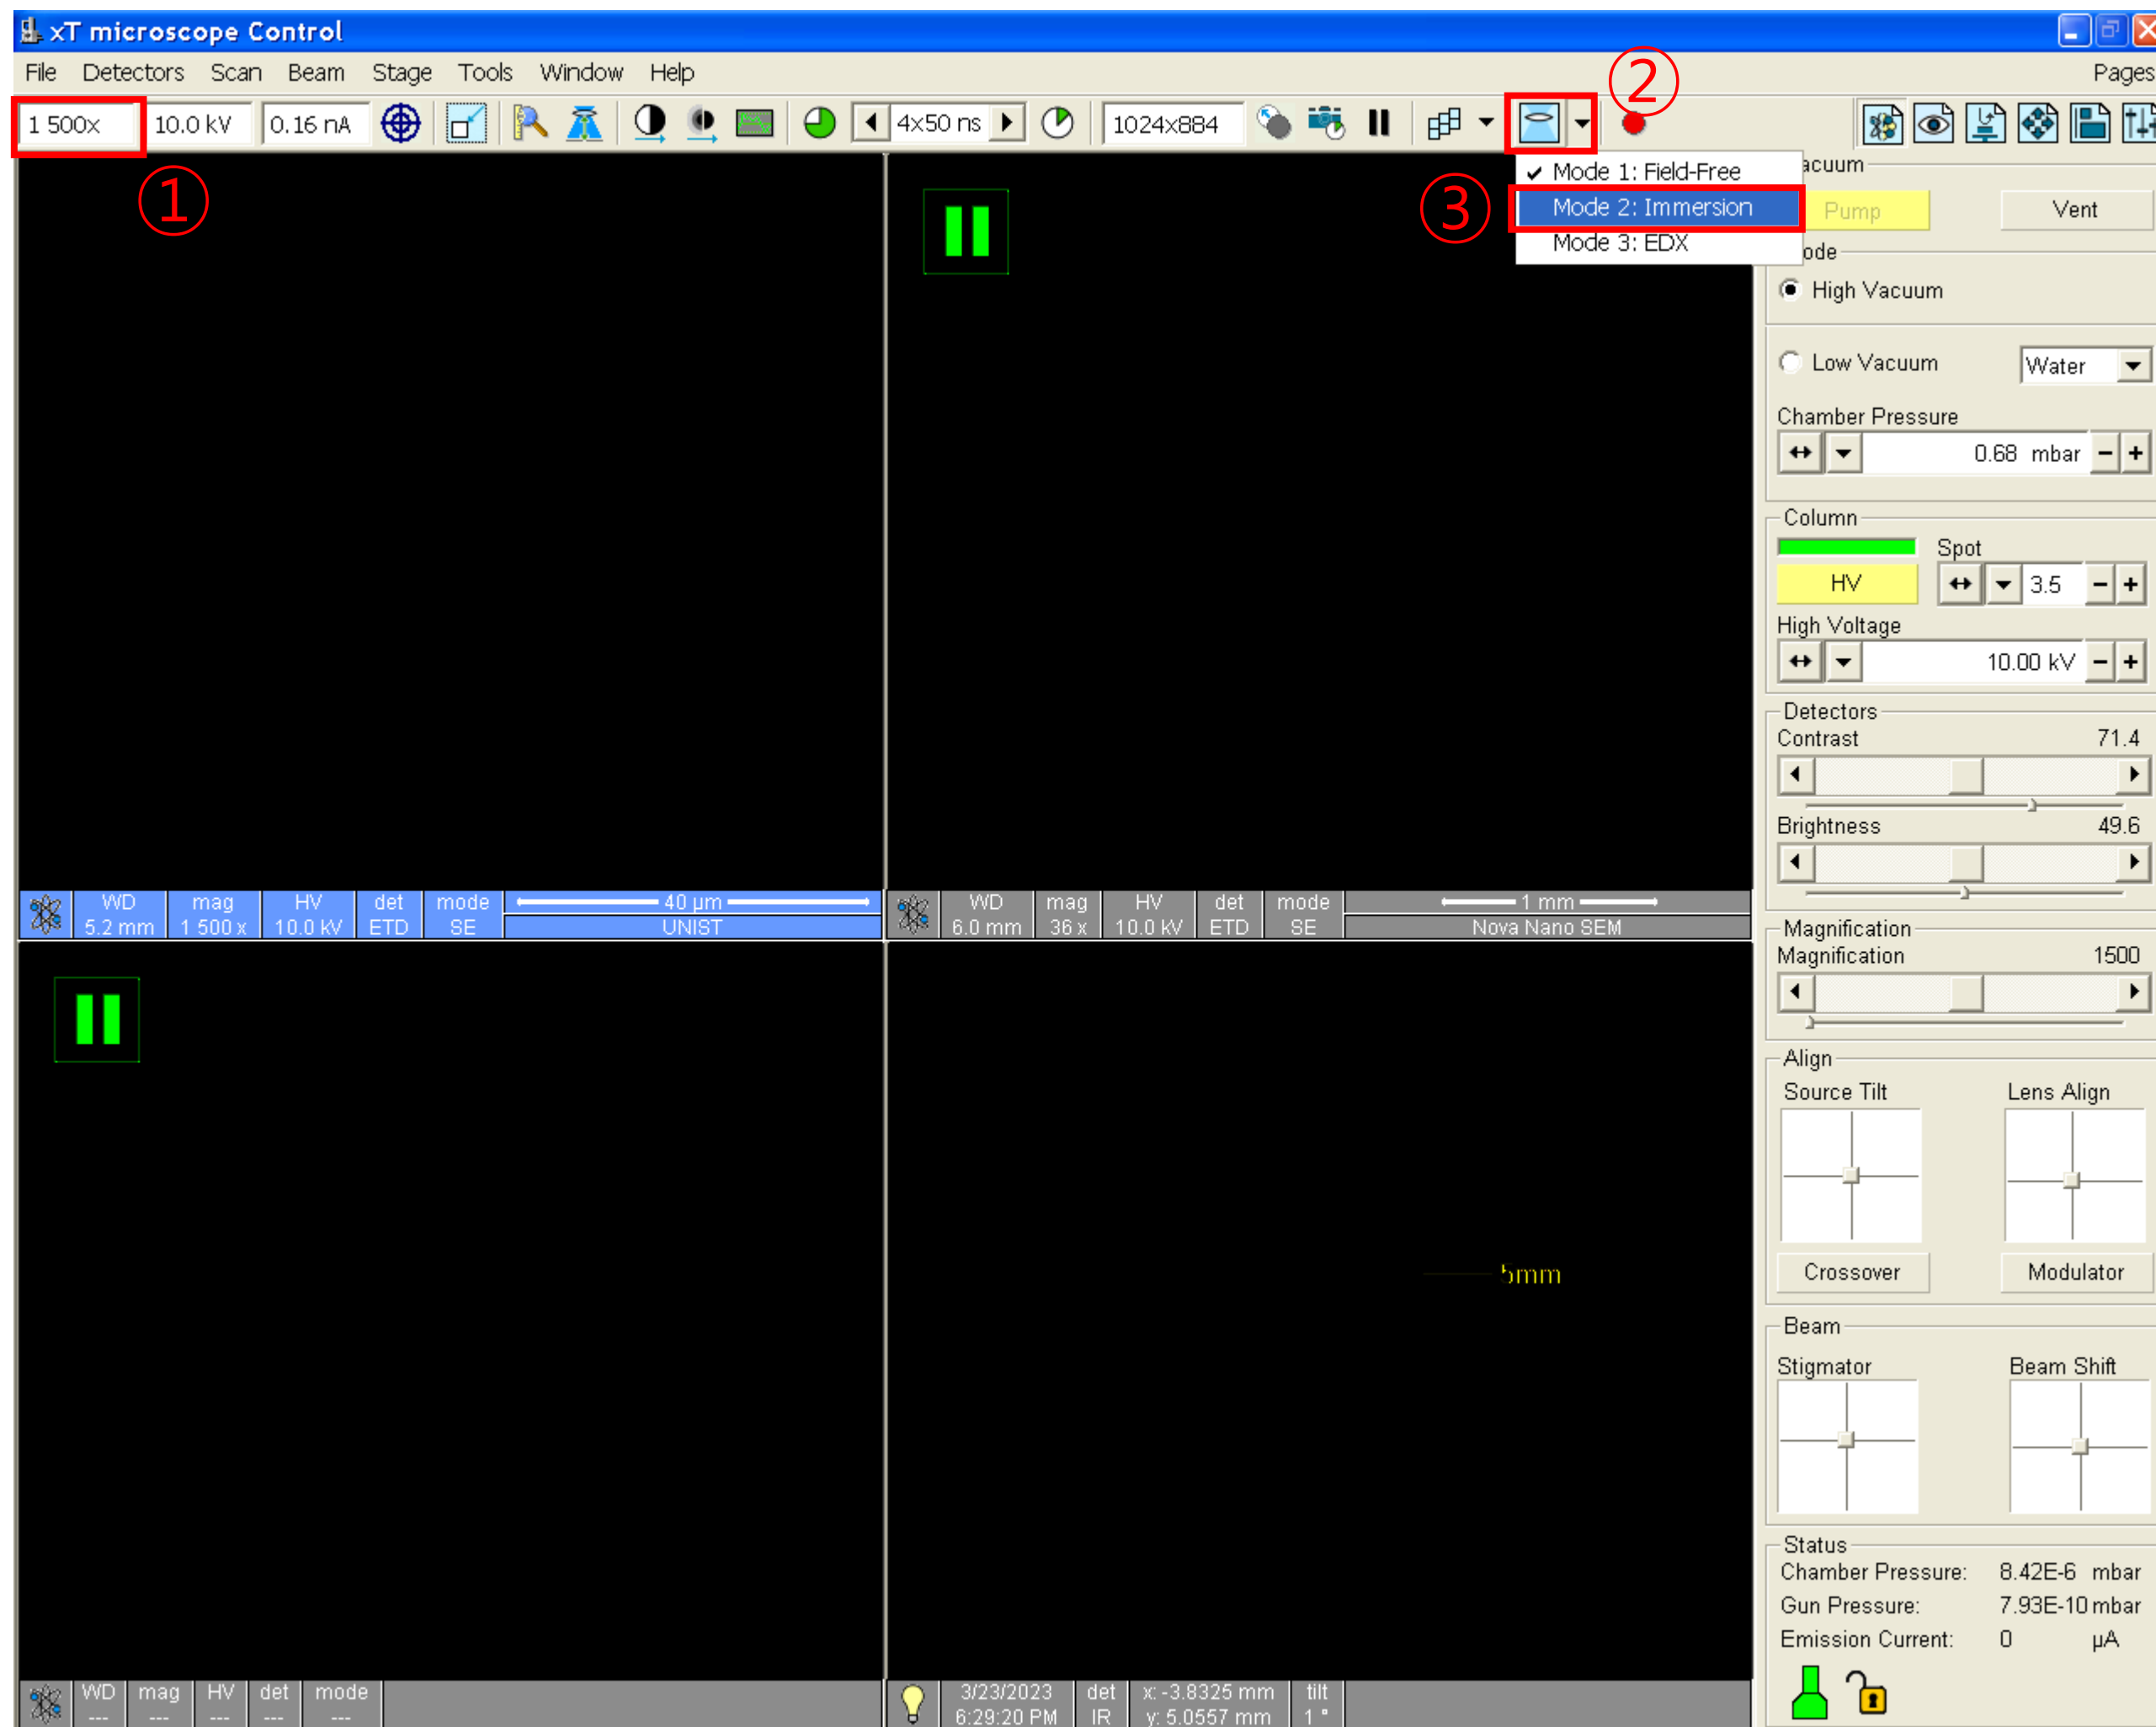 xT microscope Control
File Detectors Scan Beam Stage Tools Window Help Pages
②
1 500x 10.0 kV 0.16 nA 4x50 ns 1024x884
①
③
✓ Mode 1: Field-Free
Mode 2: Immersion
Mode 3: EDX
acuum
Pump Vent
ode
High Vacuum
Low Vacuum Water
Chamber Pressure
0.68 mbar
Column
Spot
HV 3.5
High Voltage
10.00 kV
Detectors
Contrast 71.4
Brightness 49.6
WD mag HV det mode 40 µm
5.2 mm 1 500 x 10.0 kV ETD SE UNIST
WD mag HV det mode 1 mm
6.0 mm 36 x 10.0 kV ETD SE Nova Nano SEM
Magnification
Magnification 1500
Align
Source Tilt Lens Align
Crossover Modulator
5mm
Beam
Stigmator Beam Shift
Status
Chamber Pressure: 8.42E-6 mbar
Gun Pressure: 7.93E-10 mbar
Emission Current: 0 µA
WD mag HV det mode
--- --- --- --- ---
3/23/2023 det x: -3.8325 mm tilt
6:29:20 PM IR y: 5.0557 mm 1 °